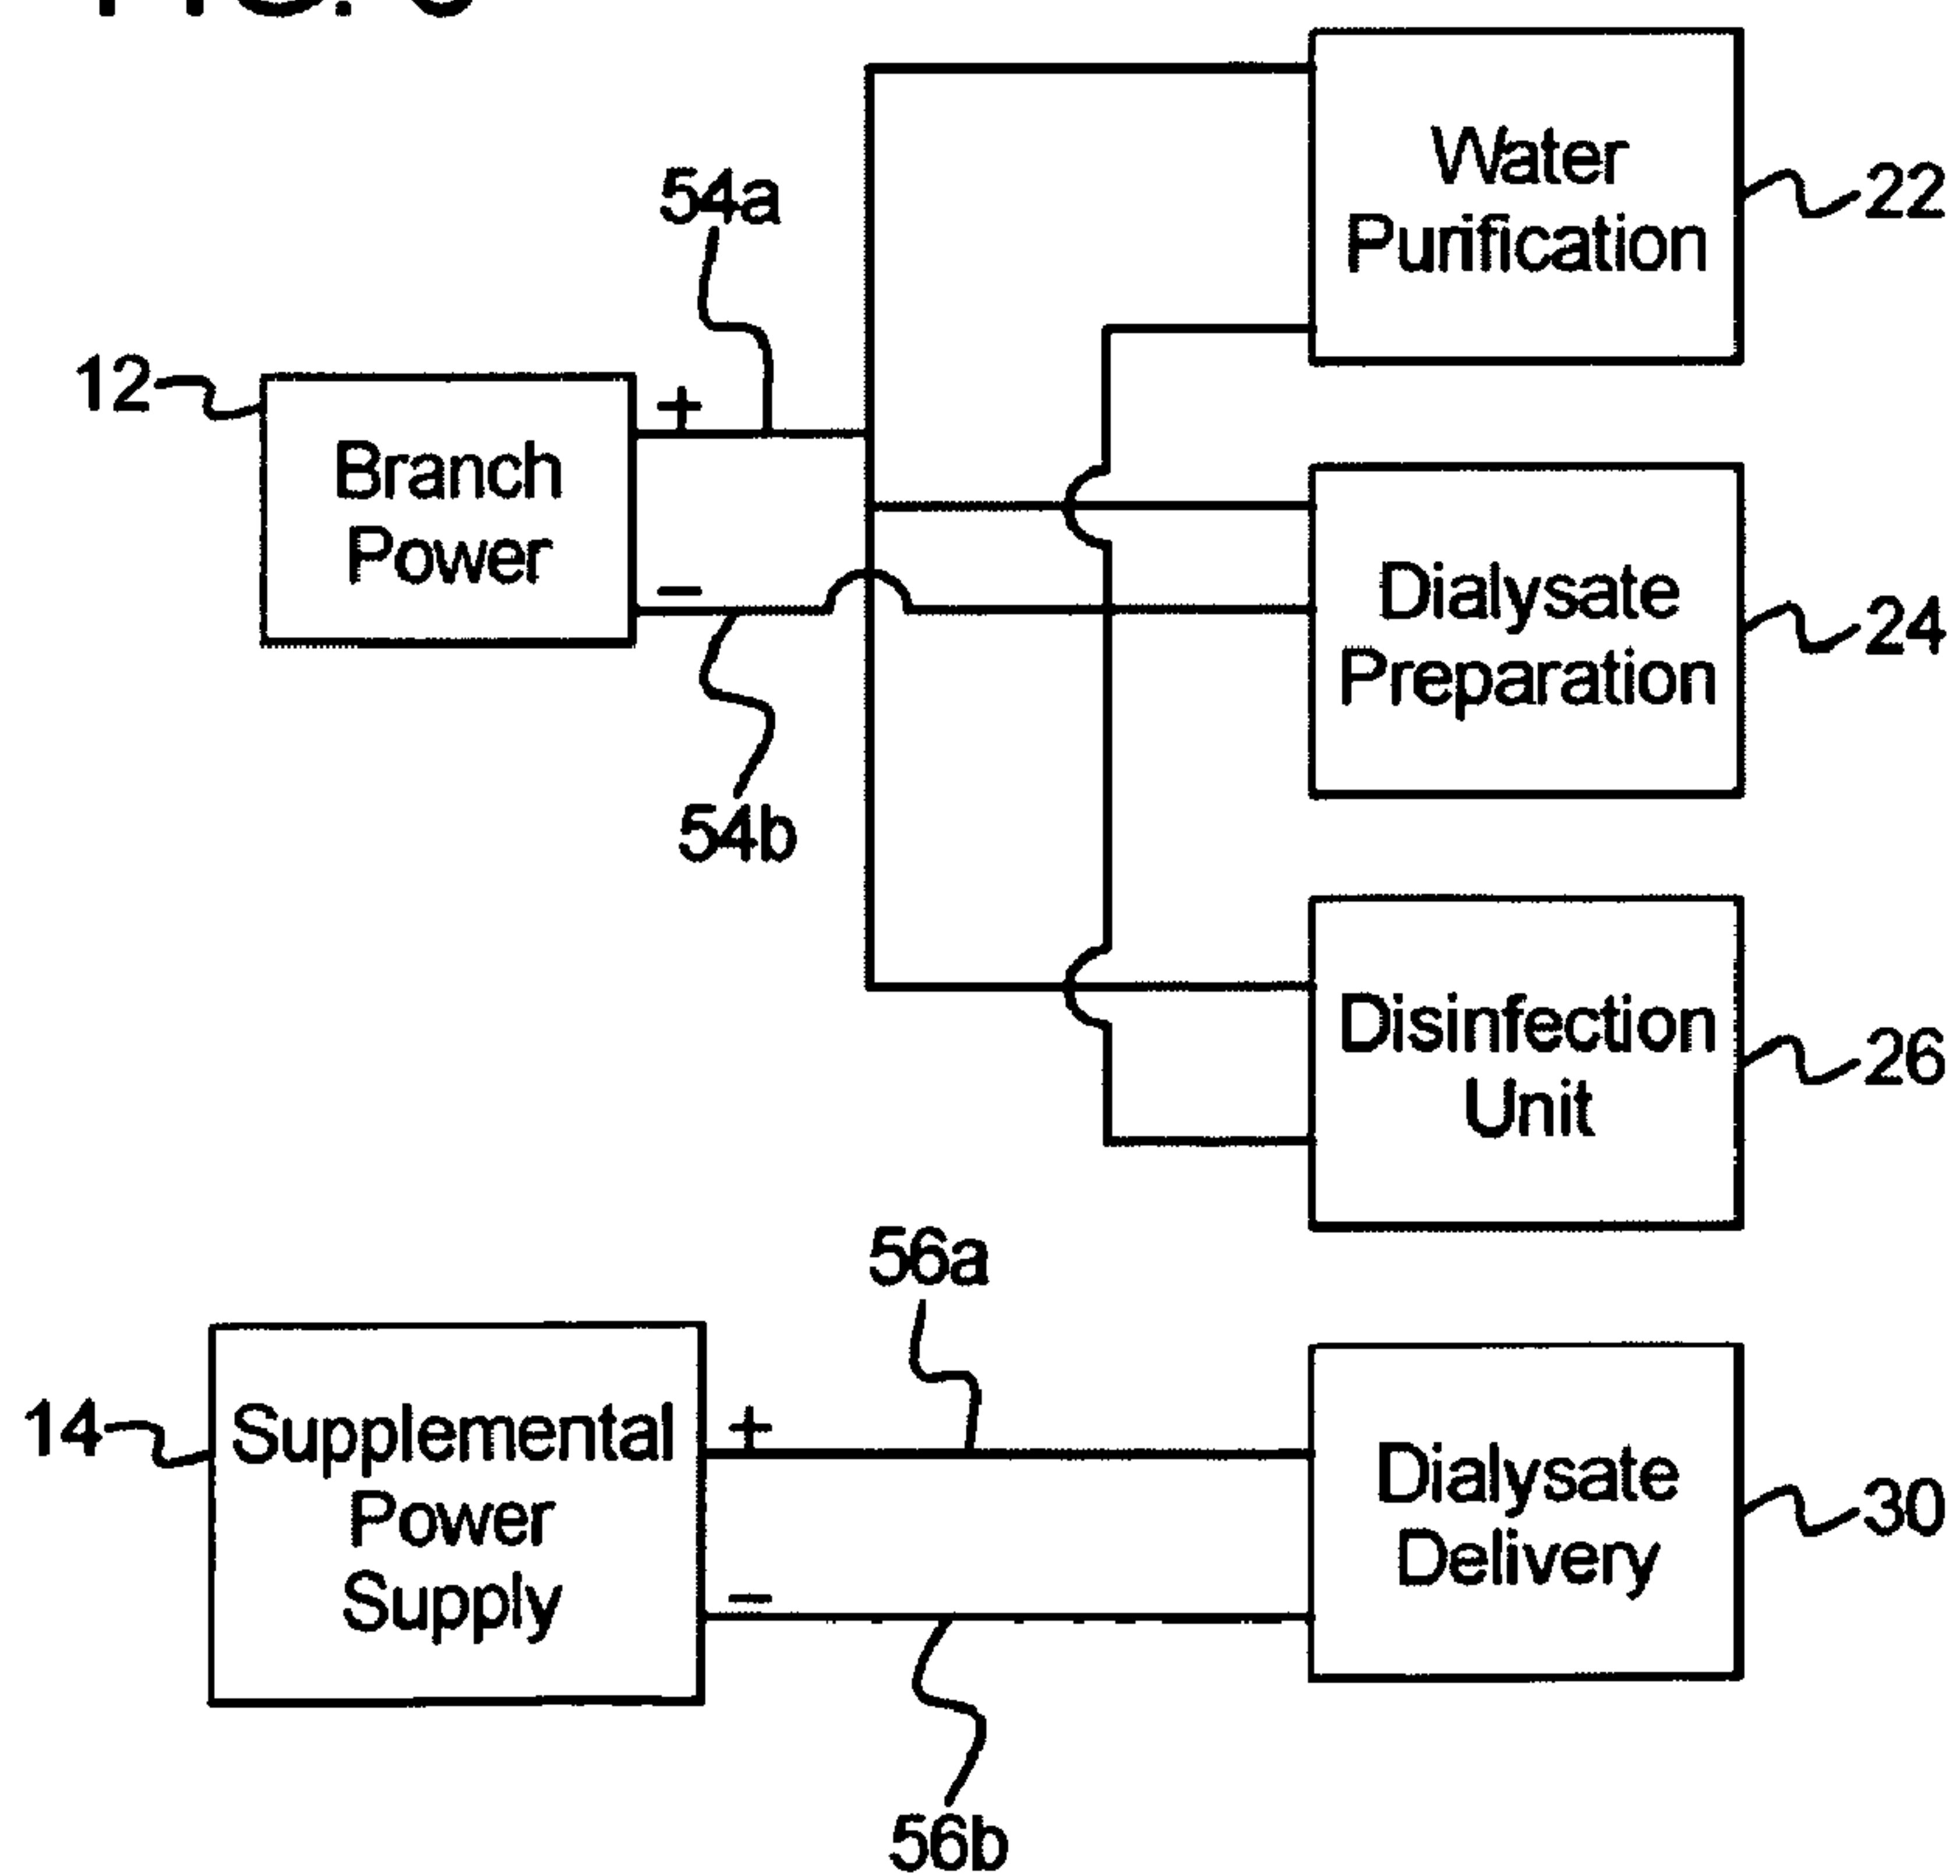 Water
Purification
22
54a
12
+
Branch
Power
−
Dialysate
Preparation
24
54b
Disinfection
Unit
26
56a
14
Supplemental
Power
Supply
+
−
Dialysate
Delivery
30
56b